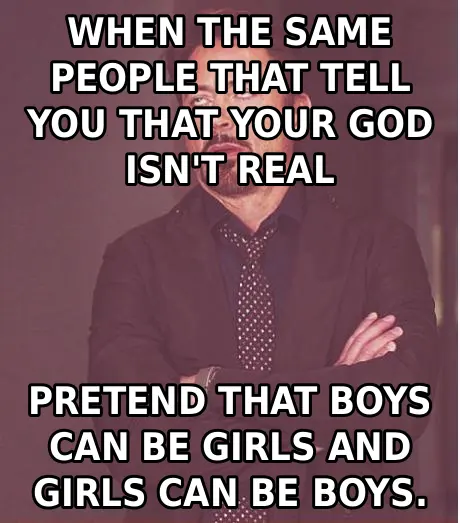 WHEN THE SAME
PEOPLE THAT TELL
YOU THAT YOUR GOD
ISN'T REAL
PRETEND THAT BOYS
CAN BE GIRLS AND
GIRLS CAN BE BOYS.